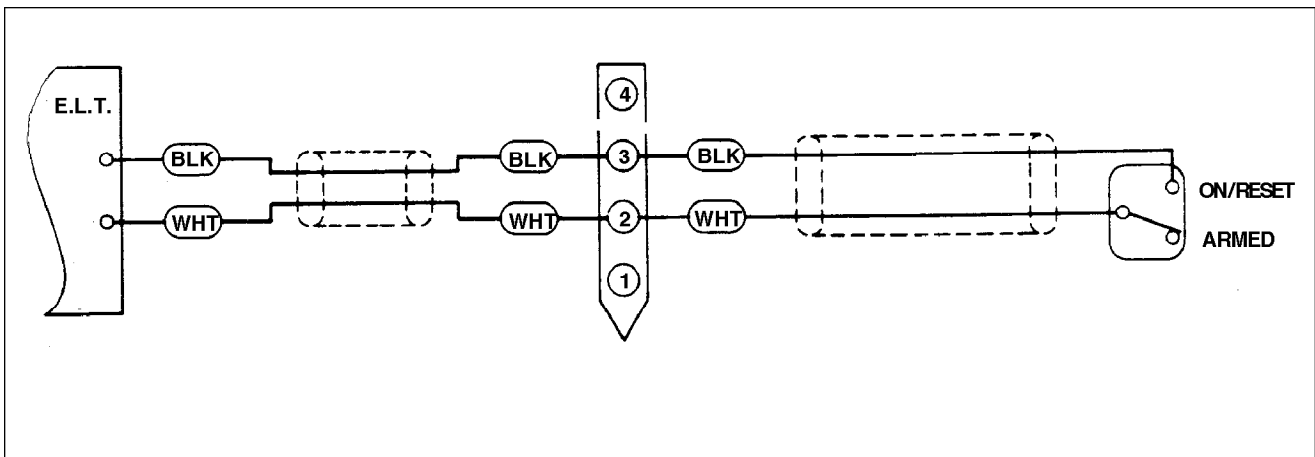 E.L.T.
4
BLK BLK 3 BLK
ON/RESET
WHT WHT 2 WHT
ARMED
1